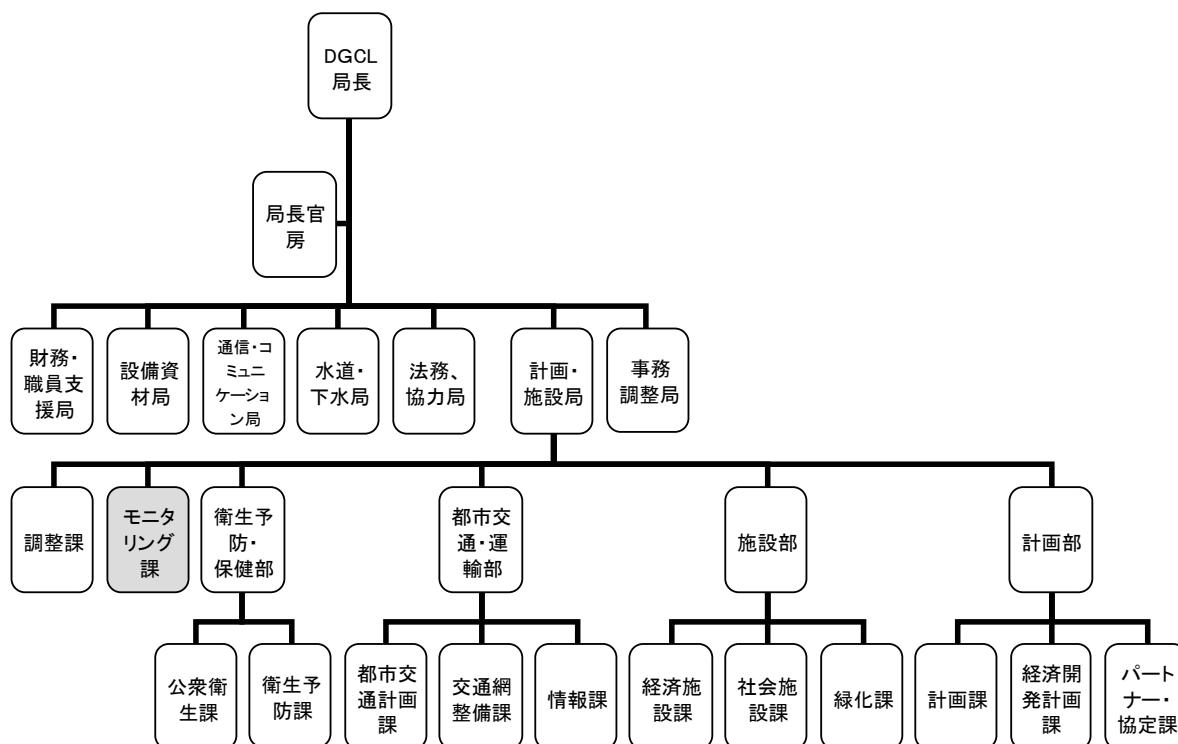 DGCL
局長
局長官
房
財務・
職員支
援局
設備資
材局
通信・コ
ミュニ
ケーショ
ン局
水道・
下水局
法務、
協力局
計画・
施設局
事務
調整局
調整課
モニタ
リング
課
衛生予
防・
保健部
都市交
通・運
輸部
施設部
計画部
公衆衛
生課
衛生予
防課
都市交
通計画
課
交通網
整備課
情報課
経済施
設課
社会施
設課
緑化課
計画課
経済開
発計画
課
パート
ナー・
協定課